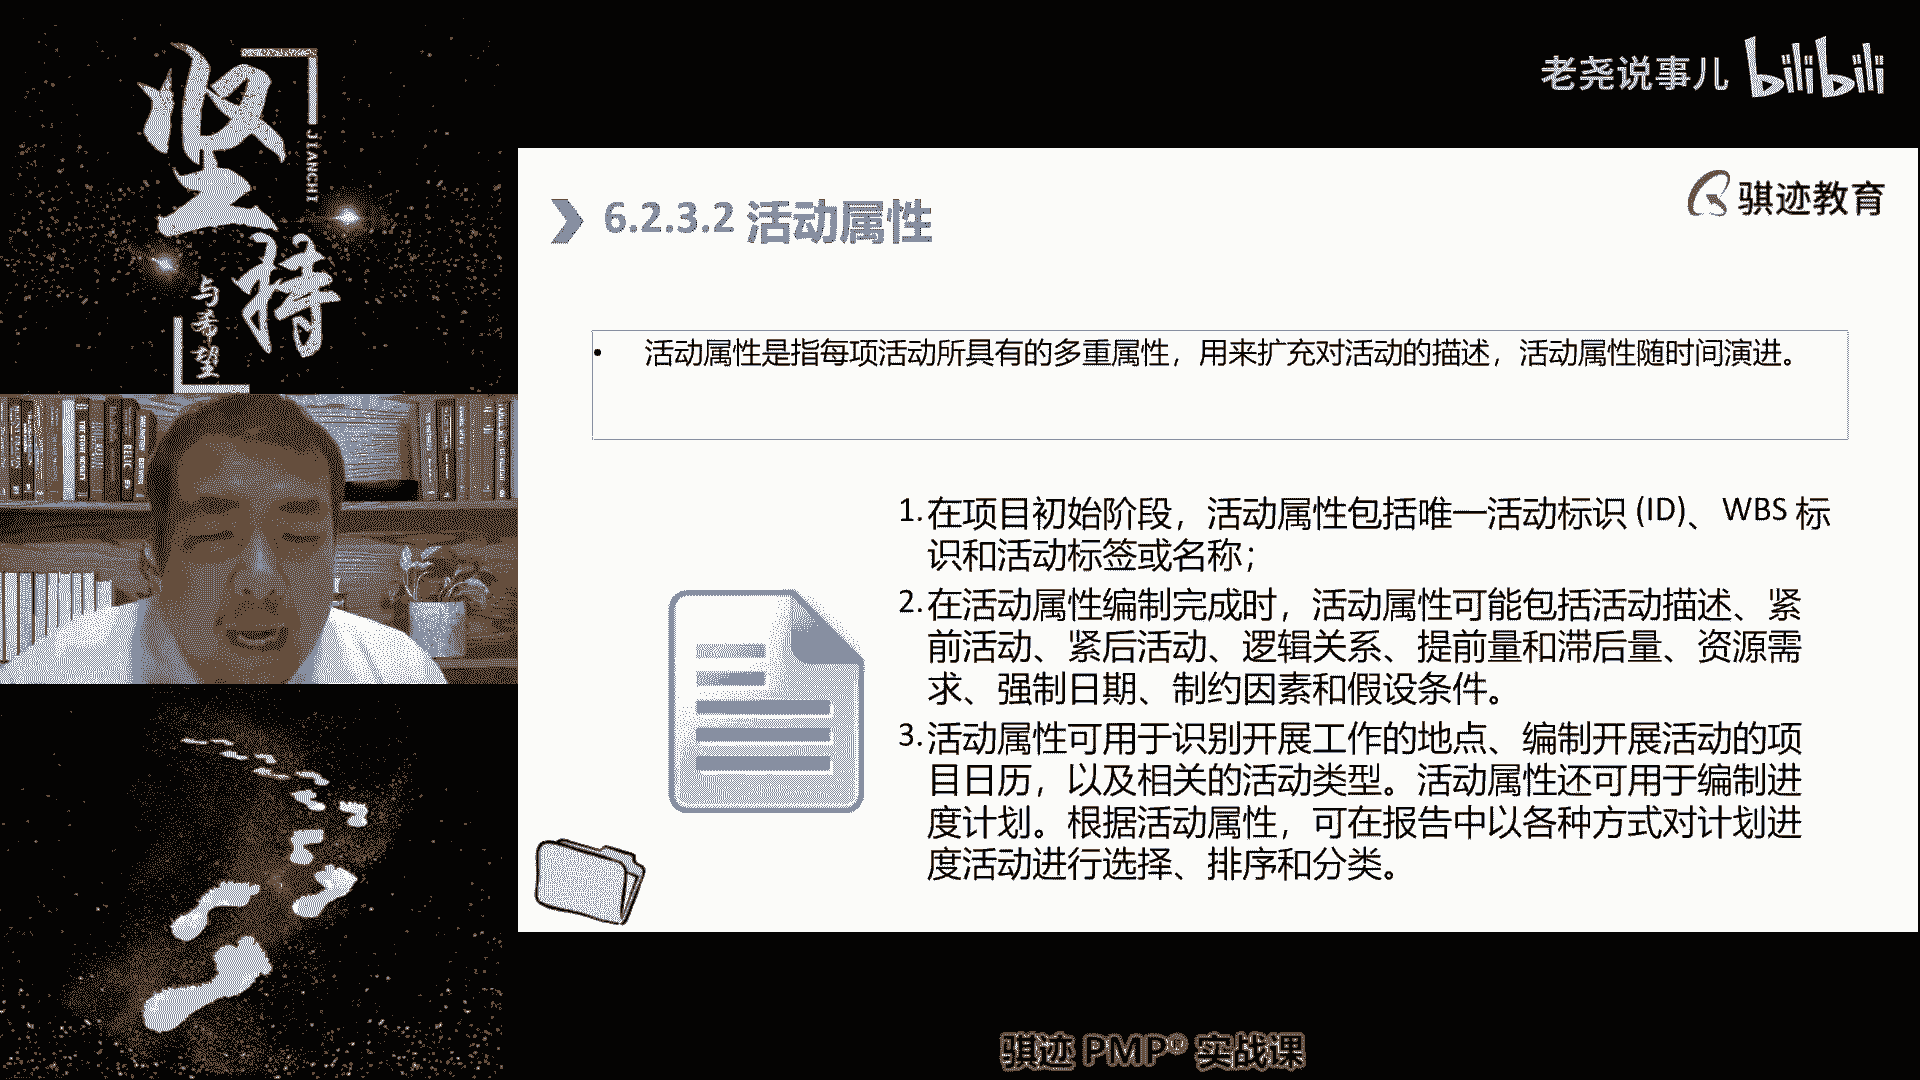 坚持
JIANCHI
与希望
老尧说事儿 bilibili
骐迹教育
6.2.3.2 活动属性
• 活动属性是指每项活动所具有的多重属性，用来扩充对活动的描述，活动属性随时间演进。
1.在项目初始阶段，活动属性包括唯一活动标识 (ID)、WBS 标
识和活动标签或名称；
2.在活动属性编制完成时，活动属性可能包括活动描述、紧
前活动、紧后活动、逻辑关系、提前量和滞后量、资源需
求、强制日期、制约因素和假设条件。
3.活动属性可用于识别开展工作的地点、编制开展活动的项
目日历，以及相关的活动类型。活动属性还可用于编制进
度计划。根据活动属性，可在报告中以各种方式对计划进
度活动进行选择、排序和分类。
骐迹 PMP® 实战课